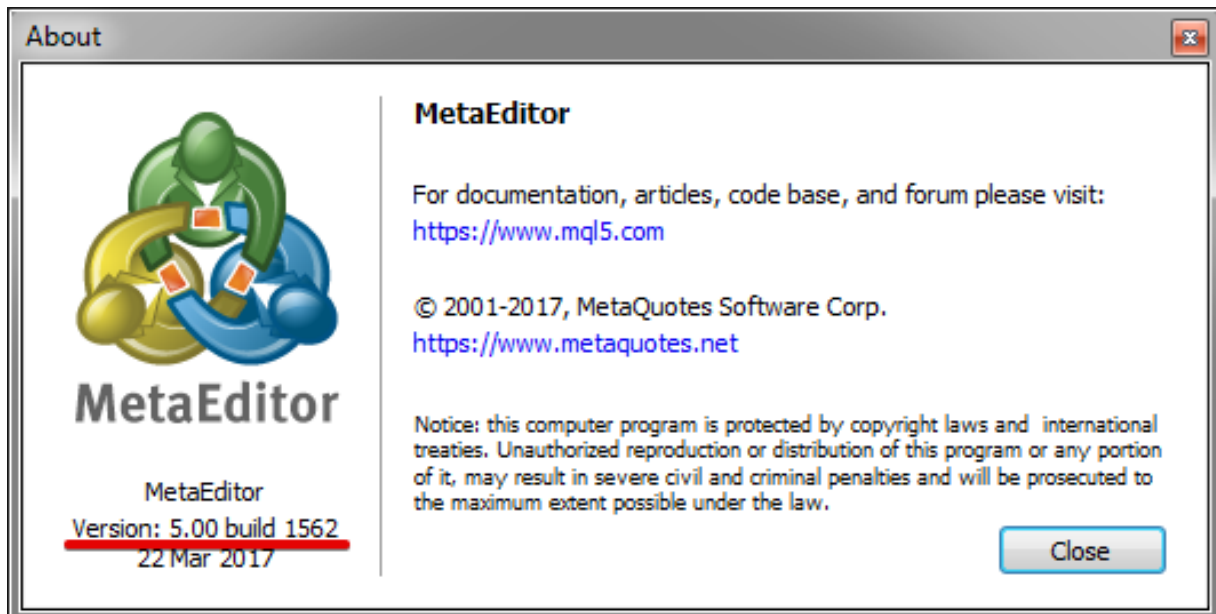 About
MetaEditor
For documentation, articles, code base, and forum please visit:
https://www.mql5.com
© 2001-2017, MetaQuotes Software Corp.
https://www.metaquotes.net
Notice: this computer program is protected by copyright laws and international
treaties. Unauthorized reproduction or distribution of this program or any portion
of it, may result in severe civil and criminal penalties and will be prosecuted to
the maximum extent possible under the law.
MetaEditor
MetaEditor
Version: 5.00 build 1562
22 Mar 2017
Close